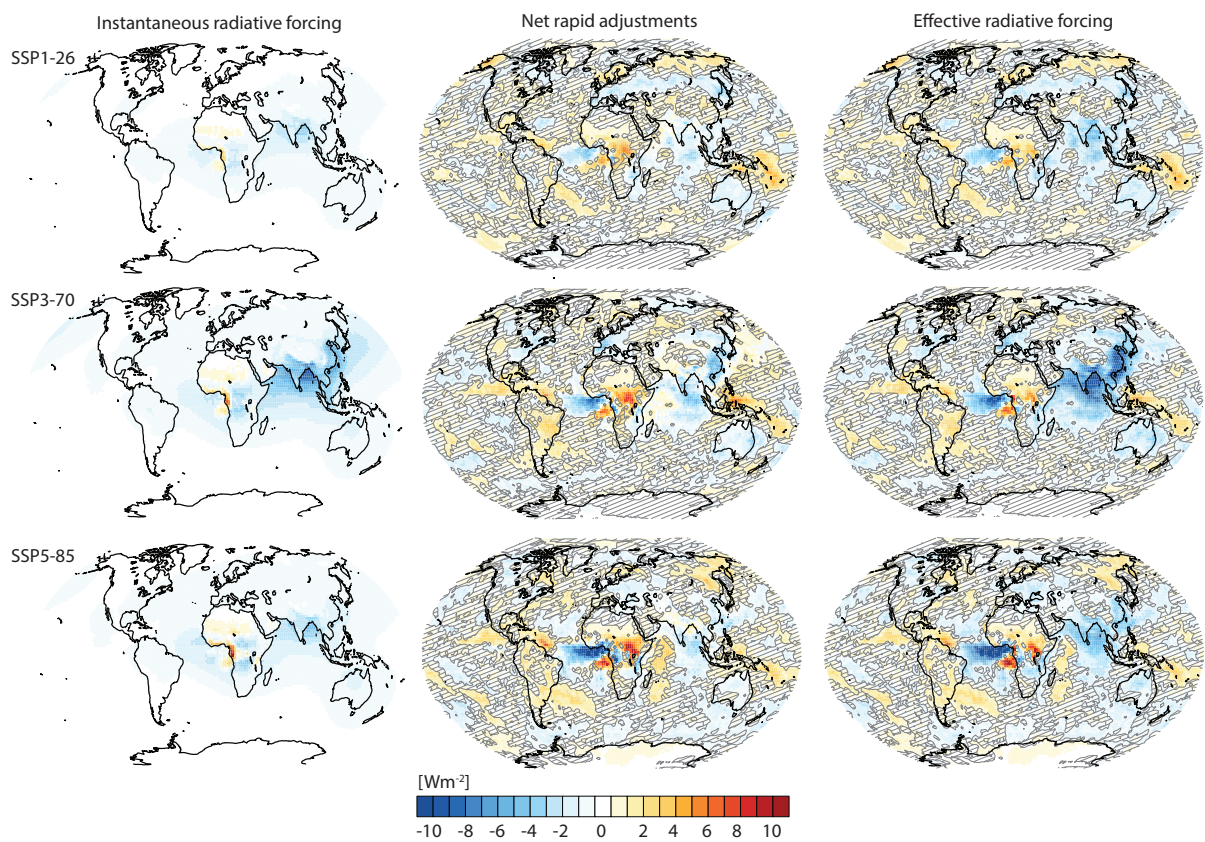 Instantaneous radiative forcing
Net rapid adjustments
Effective radiative forcing
SSP1-26
SSP3-70
SSP5-85
[Wm-2]
-10 -8 -6 -4 -2 0 2 4 6 8 10